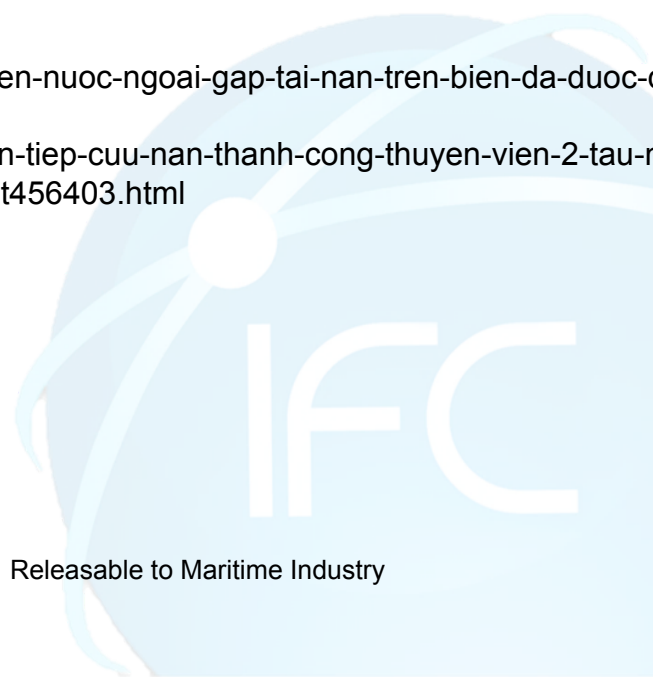 en-nuoc-ngoai-gap-tai-nan-tren-bien-da-duoc-c
n-tiep-cuu-nan-thanh-cong-thuyen-vien-2-tau-n
t456403.html
IFC
Releasable to Maritime Industry